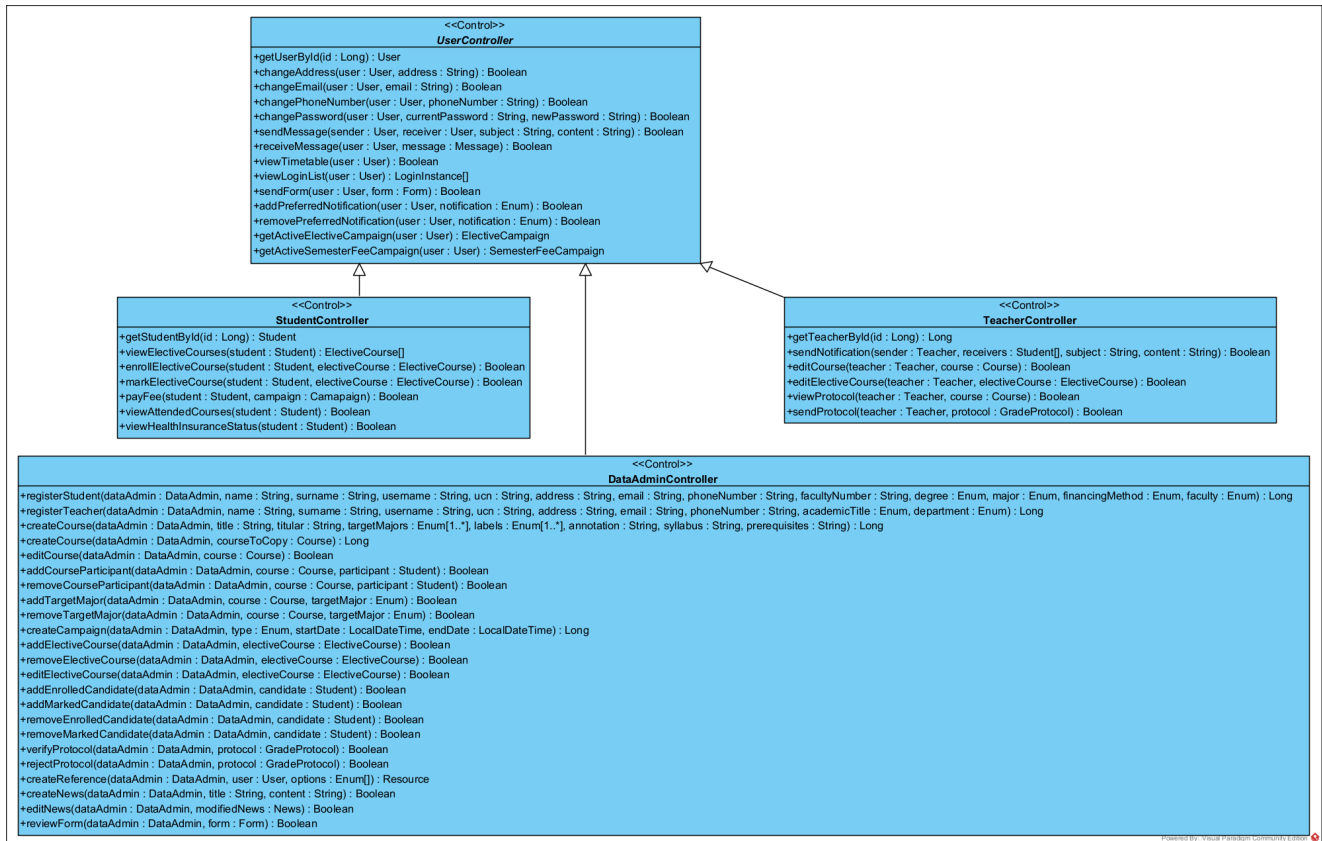 <<Control>>
UserController
+getUserById(id : Long) : User
+changeAddress(user : User, address : String) : Boolean
+changeEmail(user : User, email : String) : Boolean
+changePhoneNumber(user : User, phoneNumber : String) : Boolean
+changePassword(user : User, currentPassword : String, newPassword : String) : Boolean
+sendMessage(sender : User, receiver : User, subject : String, content : String) : Boolean
+receiveMessage(user : User, message : Message) : Boolean
+viewTimetable(user : User) : Boolean
+viewLoginList(user : User) : LoginInstance[]
+sendForm(user : User, form : Form) : Boolean
+addPreferredNotification(user : User, notification : Enum) : Boolean
+removePreferredNotification(user : User, notification : Enum) : Boolean
+getActiveElectiveCampaign(user : User) : ElectiveCampaign
+getActiveSemesterFeeCampaign(user : User) : SemesterFeeCampaign
<<Control>>
StudentController
+getStudentById(id : Long) : Student
+viewElectiveCourses(student : Student) : ElectiveCourse[]
+enrollElectiveCourse(student : Student, electiveCourse : ElectiveCourse) : Boolean
+markElectiveCourse(student : Student, electiveCourse : ElectiveCourse) : Boolean
+payFee(student : Student, campaign : Camapaign) : Boolean
+viewAttendedCourses(student : Student) : Boolean
+viewHealthInsuranceStatus(student : Student) : Boolean
<<Control>>
TeacherController
+getTeacherById(id : Long) : Long
+sendNotification(sender : Teacher, receivers : Student[], subject : String, content : String) : Boolean
+editCourse(teacher : Teacher, course : Course) : Boolean
+editElectiveCourse(teacher : Teacher, electiveCourse : ElectiveCourse) : Boolean
+viewProtocol(teacher : Teacher, course : Course) : Boolean
+sendProtocol(teacher : Teacher, protocol : GradeProtocol) : Boolean
<<Control>>
DataAdminController
+registerStudent(dataAdmin : DataAdmin, name : String, surname : String, username : String, ucn : String, address : String, email : String, phoneNumber : String, facultyNumber : String, degree : Enum, major : Enum, financingMethod : Enum, faculty : Enum) : Long
+registerTeacher(dataAdmin : DataAdmin, name : String, surname : String, username : String, ucn : String, address : String, email : String, phoneNumber : String, academicTitle : Enum, department : Enum) : Long
+createCourse(dataAdmin : DataAdmin, title : String, titular : String, targetMajors : Enum[1..*], labels : Enum[1..*], annotation : String, syllabus : String, prerequisites : String) : Long
+createCourse(dataAdmin : DataAdmin, courseToCopy : Course) : Long
+editCourse(dataAdmin : DataAdmin, course : Course) : Boolean
+addCourseParticipant(dataAdmin : DataAdmin, course : Course, participant : Student) : Boolean
+removeCourseParticipant(dataAdmin : DataAdmin, course : Course, participant : Student) : Boolean
+addTargetMajor(dataAdmin : DataAdmin, course : Course, targetMajor : Enum) : Boolean
+removeTargetMajor(dataAdmin : DataAdmin, course : Course, targetMajor : Enum) : Boolean
+createCampaign(dataAdmin : DataAdmin, type : Enum, startDate : LocalDateTime, endDate : LocalDateTime) : Long
+addElectiveCourse(dataAdmin : DataAdmin, electiveCourse : ElectiveCourse) : Boolean
+removeElectiveCourse(dataAdmin : DataAdmin, electiveCourse : ElectiveCourse) : Boolean
+editElectiveCourse(dataAdmin : DataAdmin, electiveCourse : ElectiveCourse) : Boolean
+addEnrolledCandidate(dataAdmin : DataAdmin, candidate : Student) : Boolean
+addMarkedCandidate(dataAdmin : DataAdmin, candidate : Student) : Boolean
+removeEnrolledCandidate(dataAdmin : DataAdmin, candidate : Student) : Boolean
+removeMarkedCandidate(dataAdmin : DataAdmin, candidate : Student) : Boolean
+verifyProtocol(dataAdmin : DataAdmin, protocol : GradeProtocol) : Boolean
+rejectProtocol(dataAdmin : DataAdmin, protocol : GradeProtocol) : Boolean
+createReference(dataAdmin : DataAdmin, user : User, options : Enum[]) : Resource
+createNews(dataAdmin : DataAdmin, title : String, content : String) : Boolean
+editNews(dataAdmin : DataAdmin, modifiedNews : News) : Boolean
+reviewForm(dataAdmin : DataAdmin, form : Form) : Boolean
Powered By: Visual Paradigm Community Edition